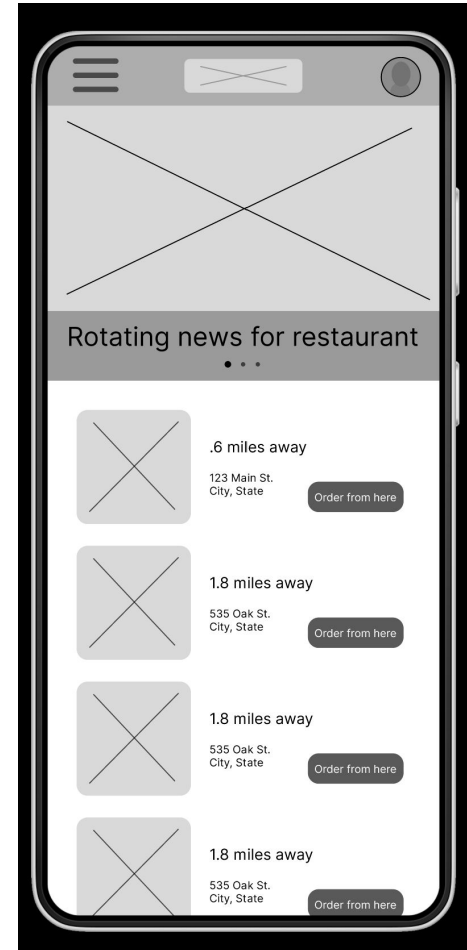 Rotating news for restaurant
.6 miles away
123 Main St.
City, State
Order from here
1.8 miles away
535 Oak St.
City, State
Order from here
1.8 miles away
535 Oak St.
City, State
Order from here
1.8 miles away
535 Oak St.
City, State
Order from here